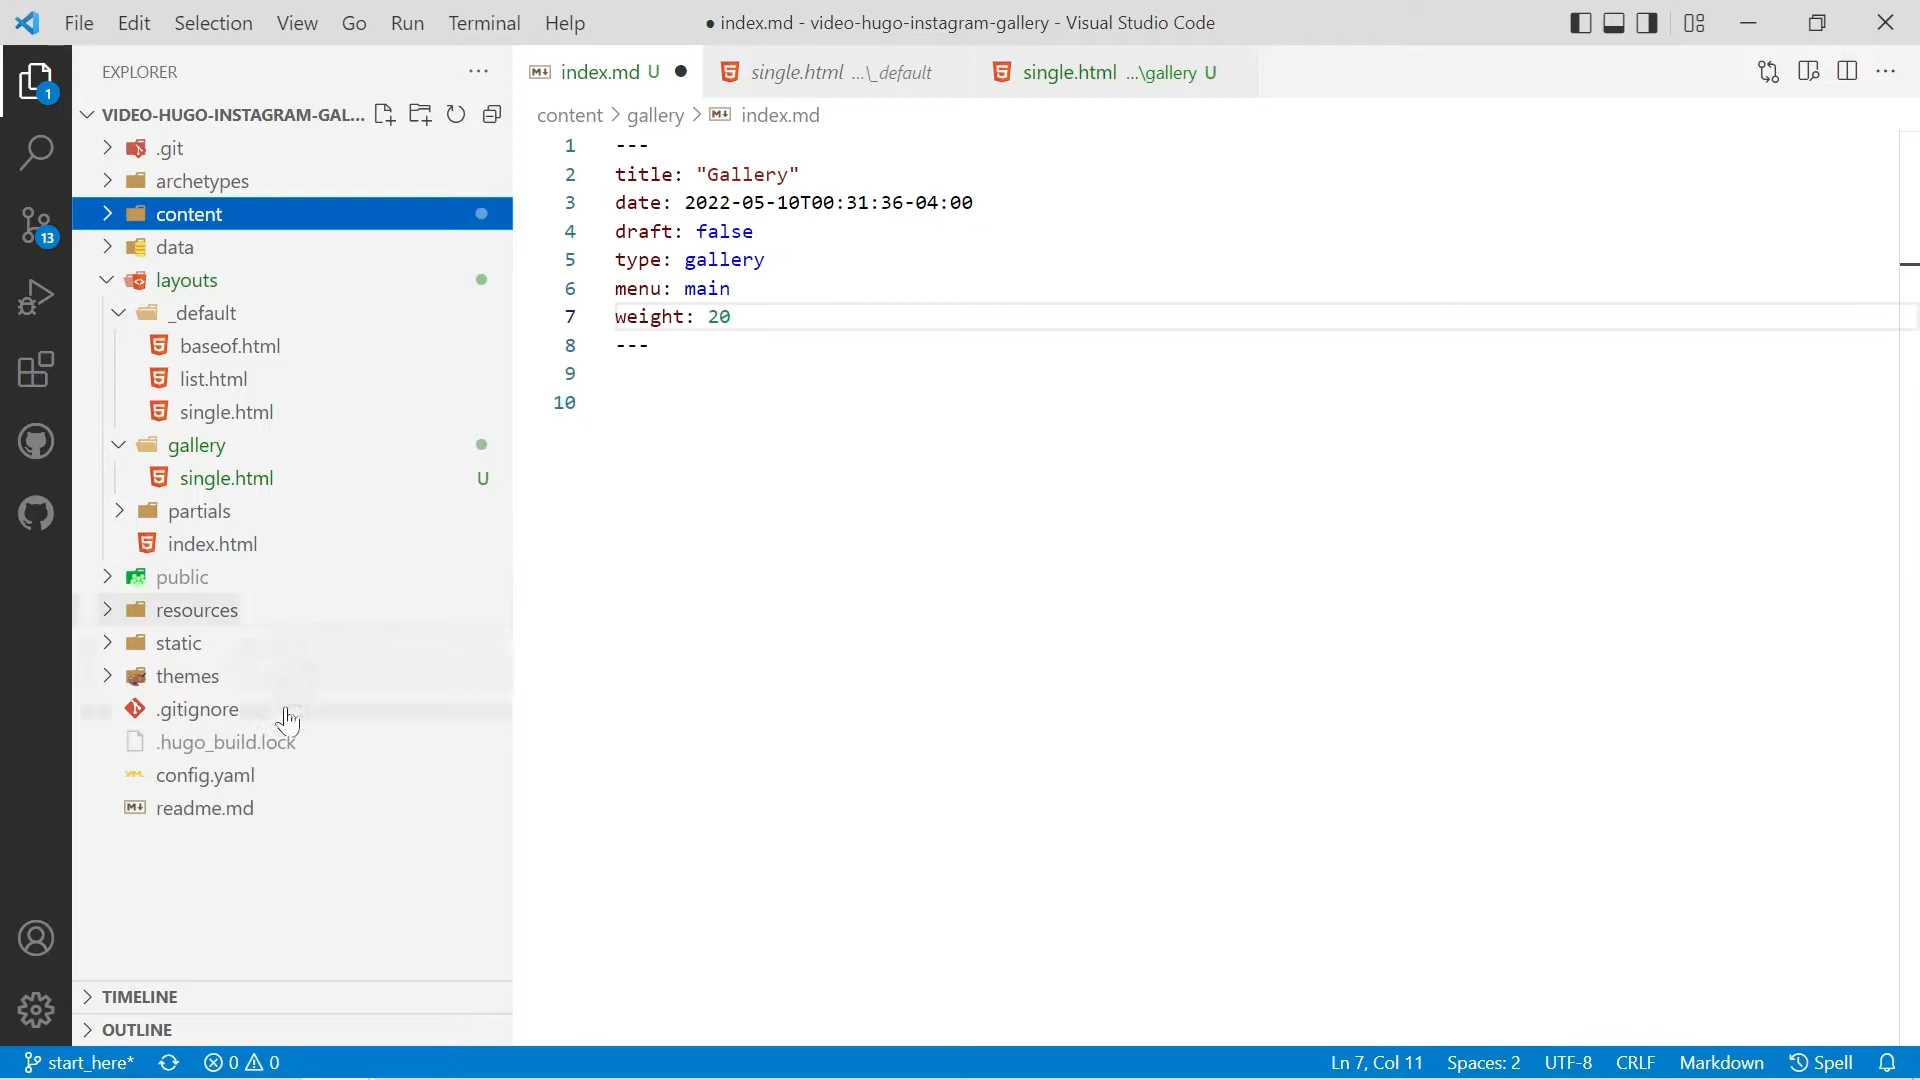 File Edit Selection View Go Run Terminal Help
● index.md - video-hugo-instagram-gallery - Visual Studio Code
EXPLORER
VIDEO-HUGO-INSTAGRAM-GAL...
.git
archetypes
content
data
layouts
_default
baseof.html
list.html
single.html
gallery
single.html U
partials
index.html
public
resources
static
themes
.gitignore
.hugo_build.lock
config.yaml
readme.md
TIMELINE
OUTLINE
1
13
index.md U ●
single.html ...\_default
single.html ...\gallery U
content > gallery > index.md
1 ---
2 title: "Gallery"
3 date: 2022-05-10T00:31:36-04:00
4 draft: false
5 type: gallery
6 menu: main
7 weight: 20
8 ---
9
10
start_here* 0 0
Ln 7, Col 11 Spaces: 2 UTF-8 CRLF Markdown Spell